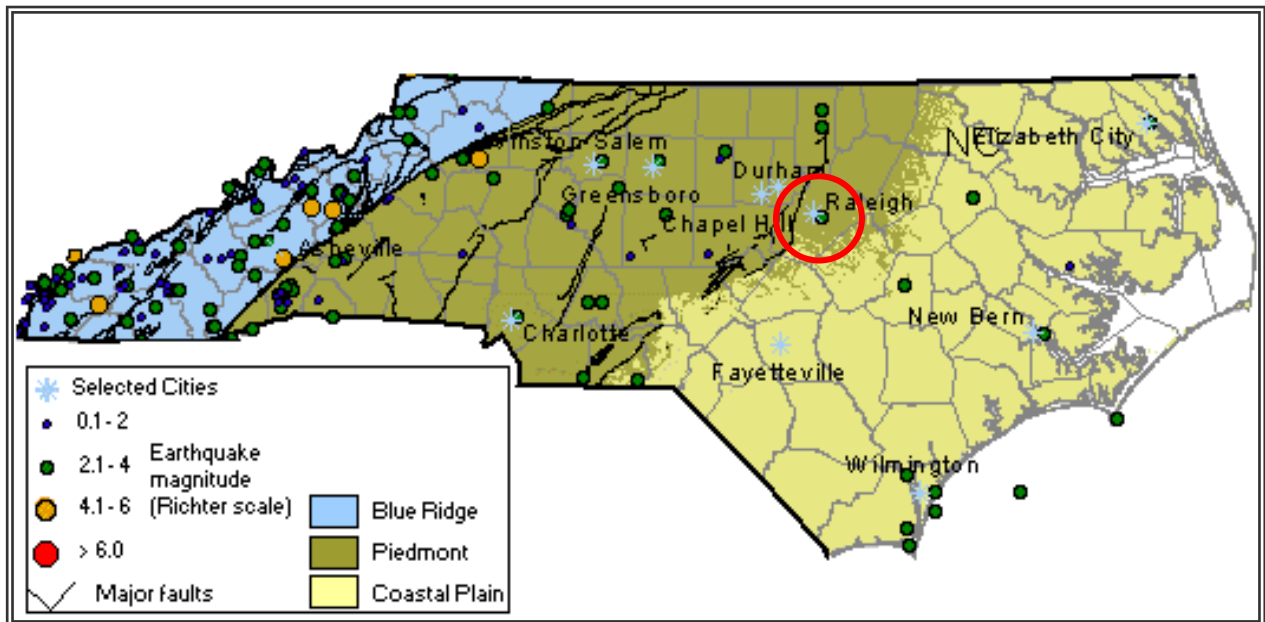 inston-Salem
NC
Elizabeth City
Durham
Greensboro
Raleigh
Chapel Hill
heville
New Bern
Charlotte
Fayetteville
Wilmington
Selected Cities
0.1 - 2
2.1 - 4 Earthquake
magnitude
4.1 - 6 (Richter scale)
> 6.0
Major faults
Blue Ridge
Piedmont
Coastal Plain